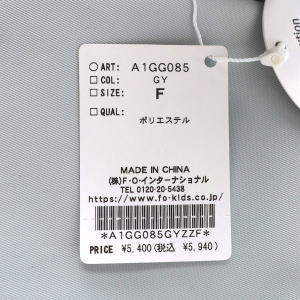 ○ ART: A1GG085
○ COL: GY
○ SIZE: F
○ QUAL:
ポリエステル
MADE IN CHINA
(株)F・O・インターナショナル
TEL 0120-20-5438
https://www.fo-kids.co.jp/
*A1GG085GYZZF*
PRICE ¥5,400(税込 ¥5,940)